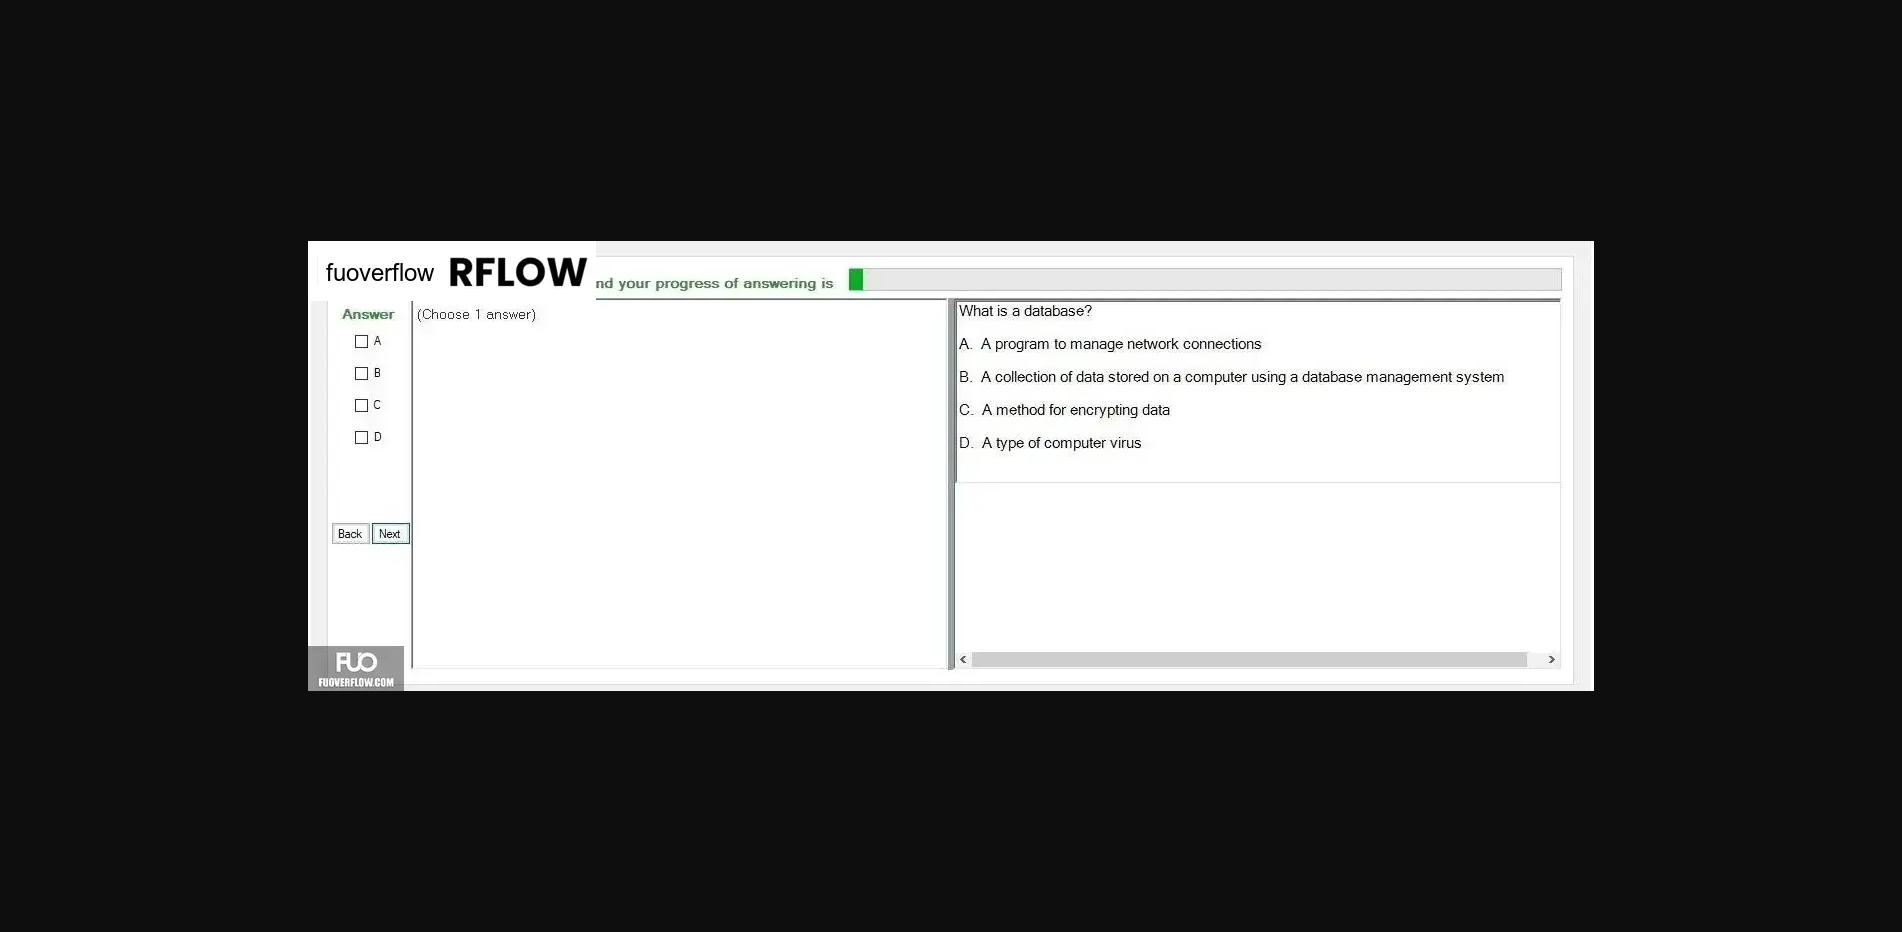 fuoverflow RFLOW
nd your progress of answering is
Answer
(Choose 1 answer)
A
B
C
D
Back Next
What is a database?
A. A program to manage network connections
B. A collection of data stored on a computer using a database management system
C. A method for encrypting data
D. A type of computer virus
FUO
FUOVERFLOW.COM